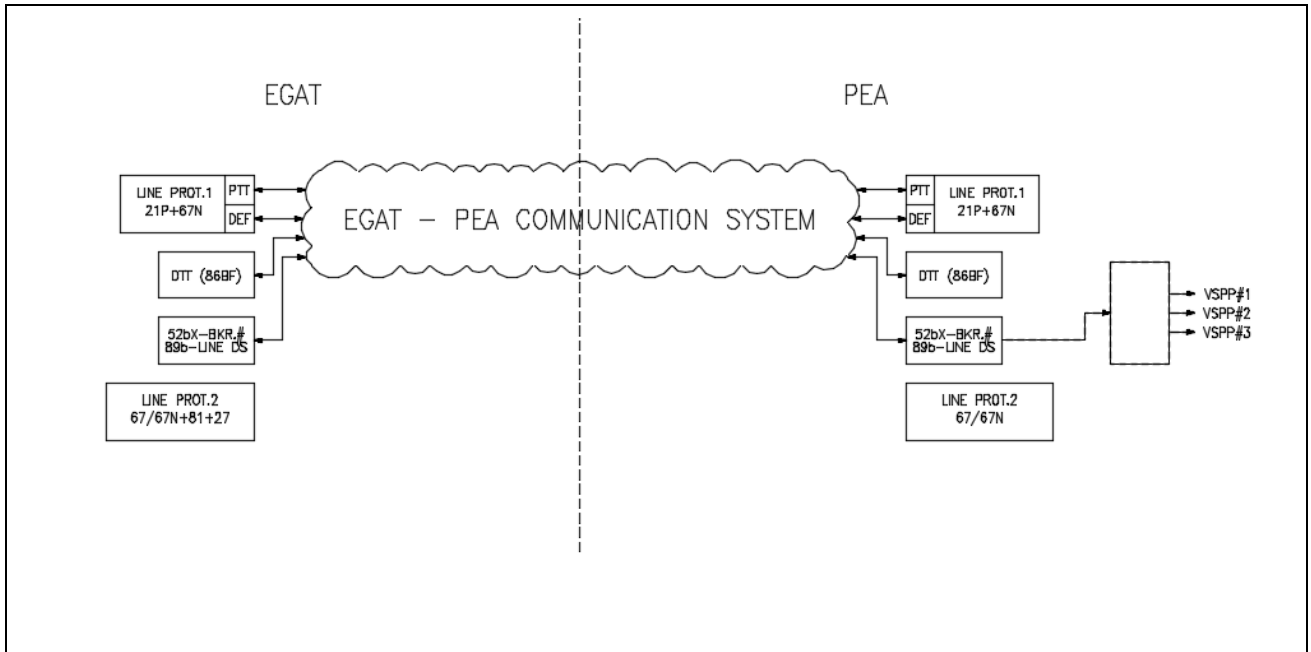 EGAT
PEA
LINE PROT.1
21P+67N
PTT
DEF
EGAT – PEA COMMUNICATION SYSTEM
PTT
DEF
LINE PROT.1
21P+67N
DTT (86BF)
DTT (86BF)
52bX-BKR.#
89b-LINE DS
52bX-BKR.#
89b-LINE DS
VSPP#1
VSPP#2
VSPP#3
LINE PROT.2
67/67N+81+27
LINE PROT.2
67/67N